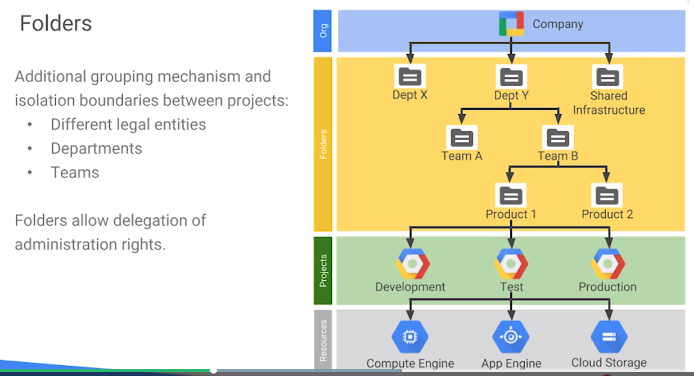 Folders
Additional grouping mechanism and
isolation boundaries between projects:
• Different legal entities
• Departments
• Teams
Folders allow delegation of
administration rights.
Org
Company
Folders
Dept X
Dept Y
Shared
Infrastructure
Team A
Team B
Product 1
Product 2
Projects
Development
Test
Production
Resources
Compute Engine
App Engine
Cloud Storage